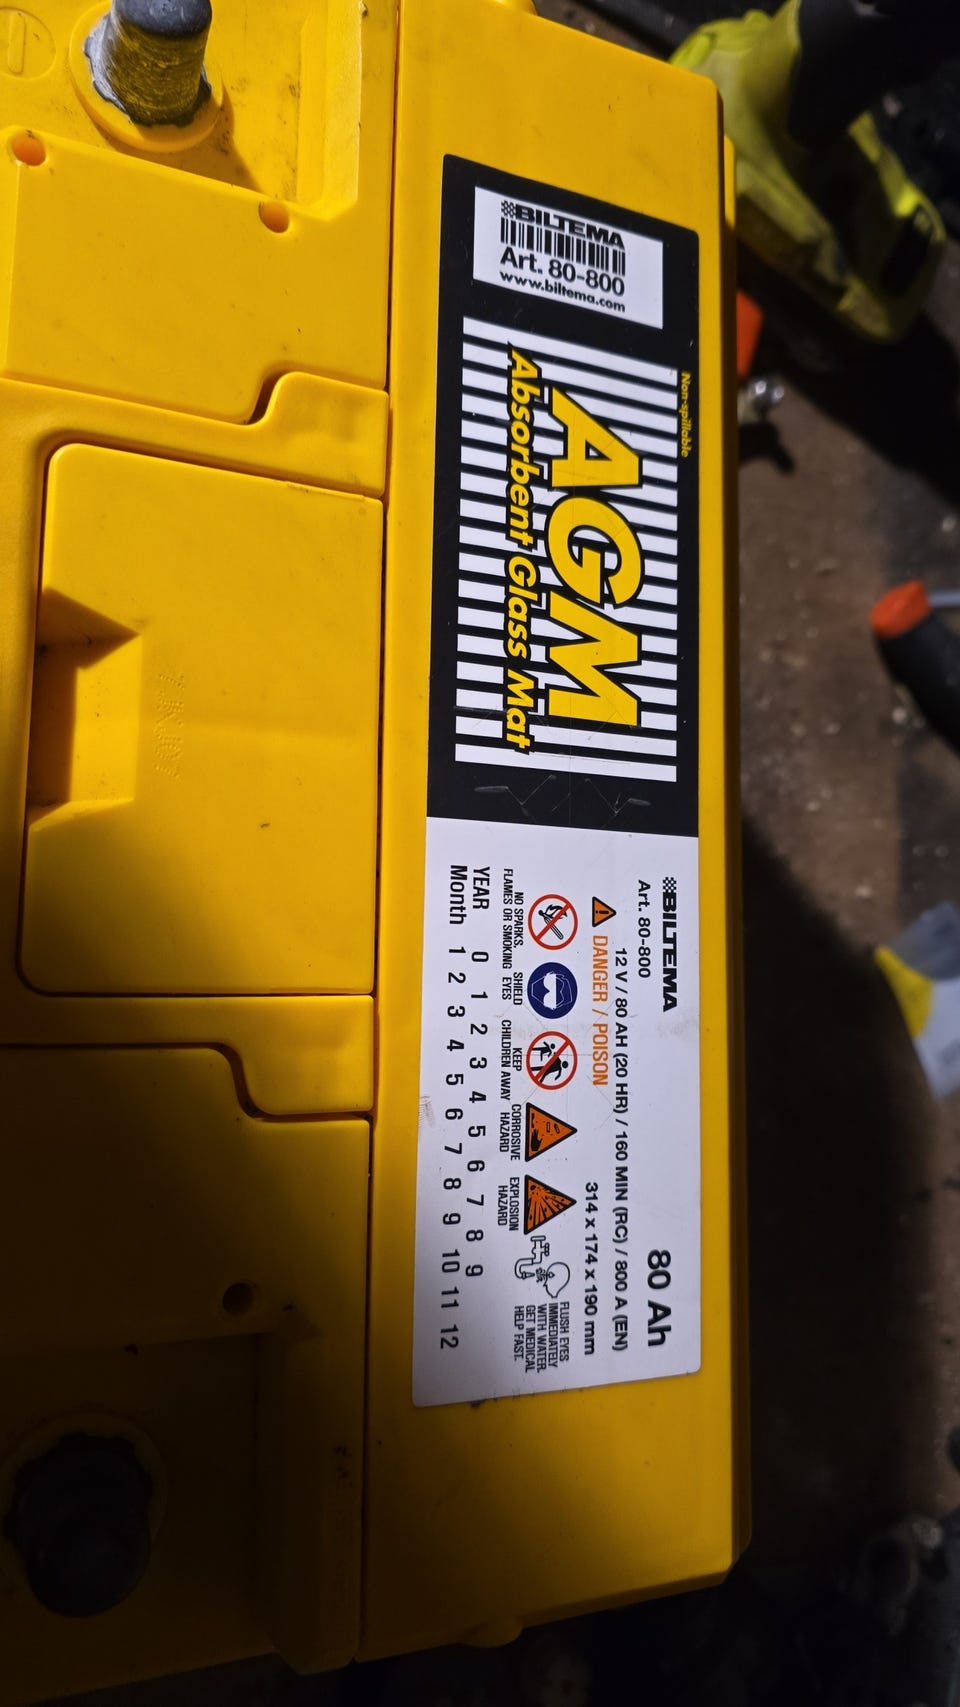 BILTEMA
Art. 80-800
www.biltema.com
Non-spillable
AGM
Absorbent Glass Mat
BILTEMA
Art. 80-800
80 Ah
12 V / 80 AH (20 HR) / 160 MIN (RC) / 800 A (EN)
314 x 174 x 190 mm
DANGER / POISON
NO SPARKS,
FLAMES OR SMOKING
SHIELD
EYES
KEEP
CHILDREN AWAY
CORROSIVE
HAZARD
EXPLOSION
HAZARD
FLUSH EYES
IMMEDIATELY
WITH WATER.
GET MEDICAL
HELP FAST.
YEAR 0 1 2 3 4 5 6 7 8 9
Month 1 2 3 4 5 6 7 8 9 10 11 12